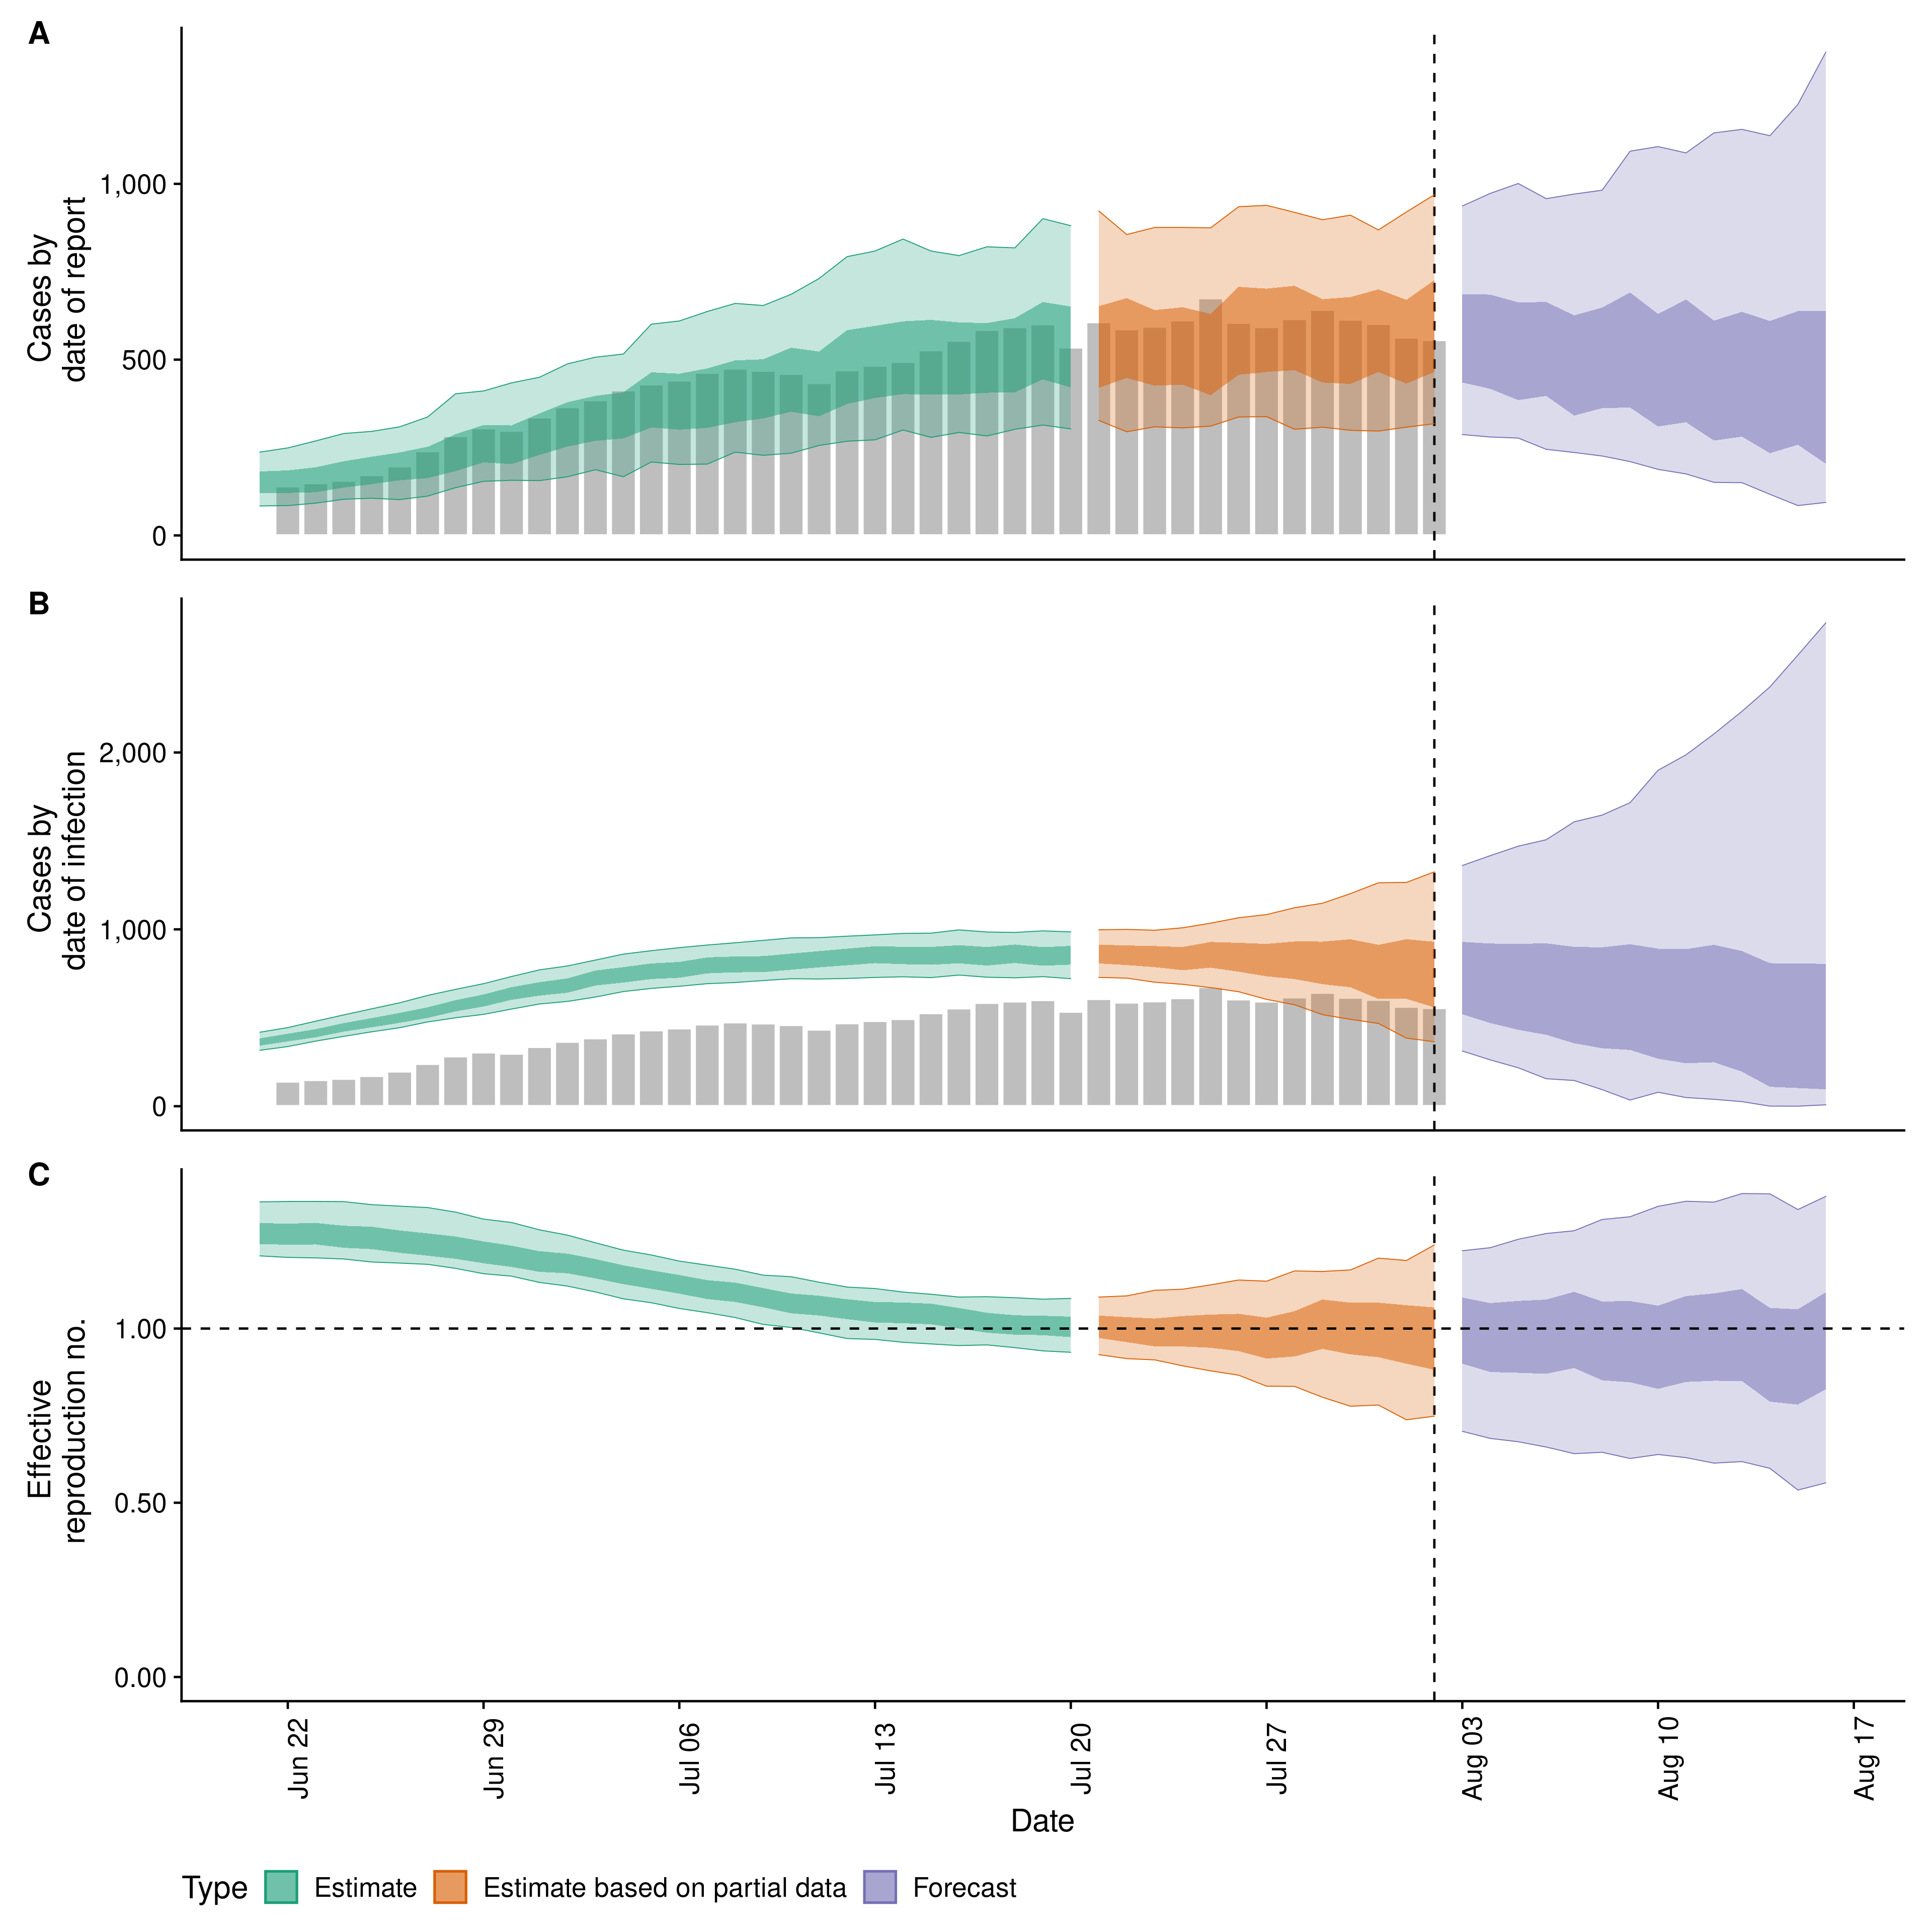 A
Cases by
date of report
1,000
500
0
B
Cases by
date of infection
2,000
1,000
0
C
Effective
reproduction no.
1.00
0.50
0.00
Jun 22
Jun 29
Jul 06
Jul 13
Jul 20
Jul 27
Aug 03
Aug 10
Aug 17
Date
Type Estimate Estimate based on partial data Forecast